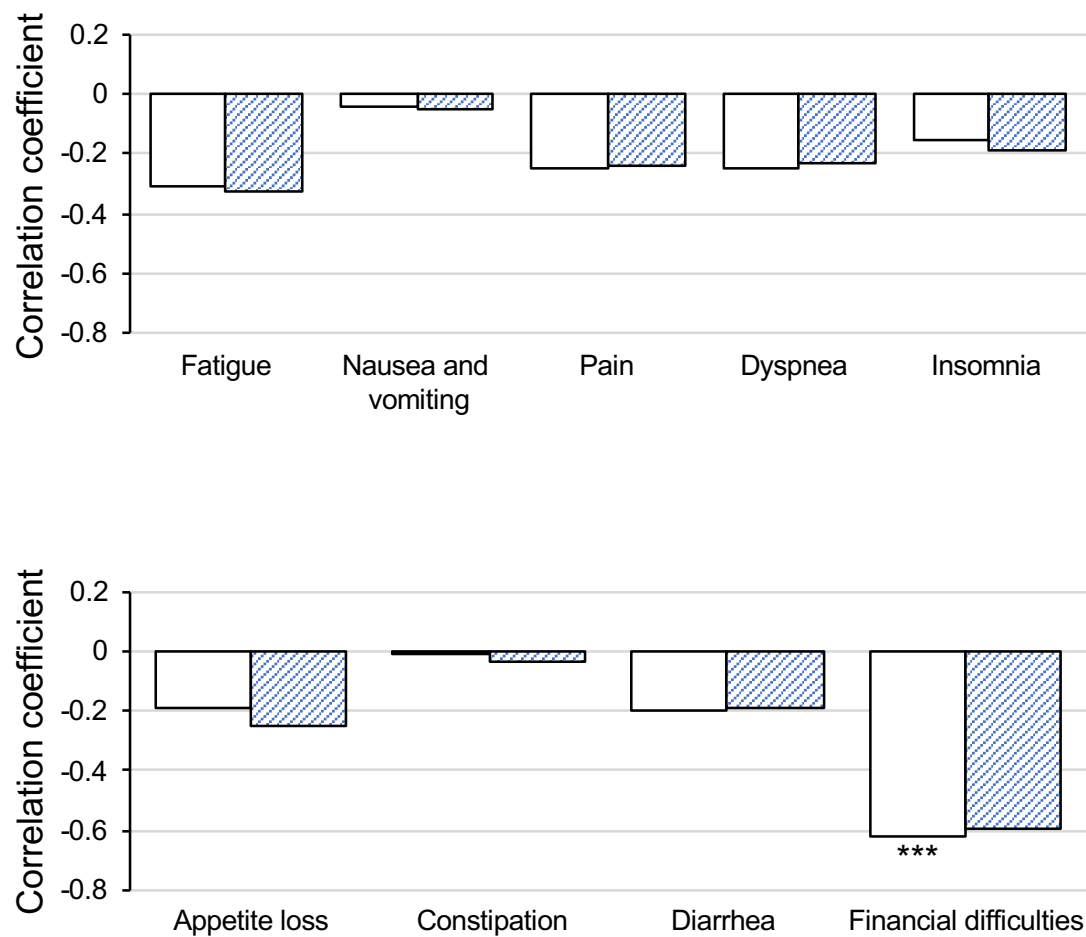 Correlation coefficient
0.2
0
-0.2
-0.4
-0.6
-0.8
Fatigue
Nausea and
vomiting
Pain
Dyspnea
Insomnia
Correlation coefficient
0.2
0
-0.2
-0.4
-0.6
-0.8
***
Appetite loss
Constipation
Diarrhea
Financial difficulties